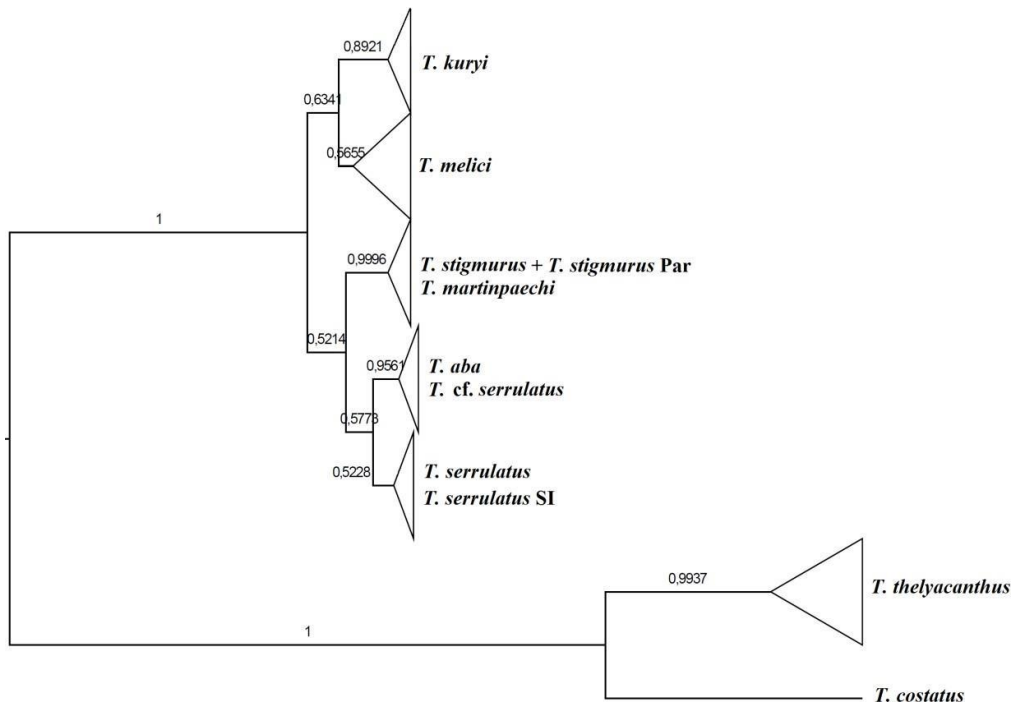 0,8921
T. kuryi
0,6341
0,5655
T. melici
1
0,9996
T. stigmurus + T. stigmurus Par
T. martinpaechi
0,5214
0,9561
T. aba
T. cf. serrulatus
0,5773
0,5228
T. serrulatus
T. serrulatus SI
0,9937
T. thelyacanthus
1
T. costatus